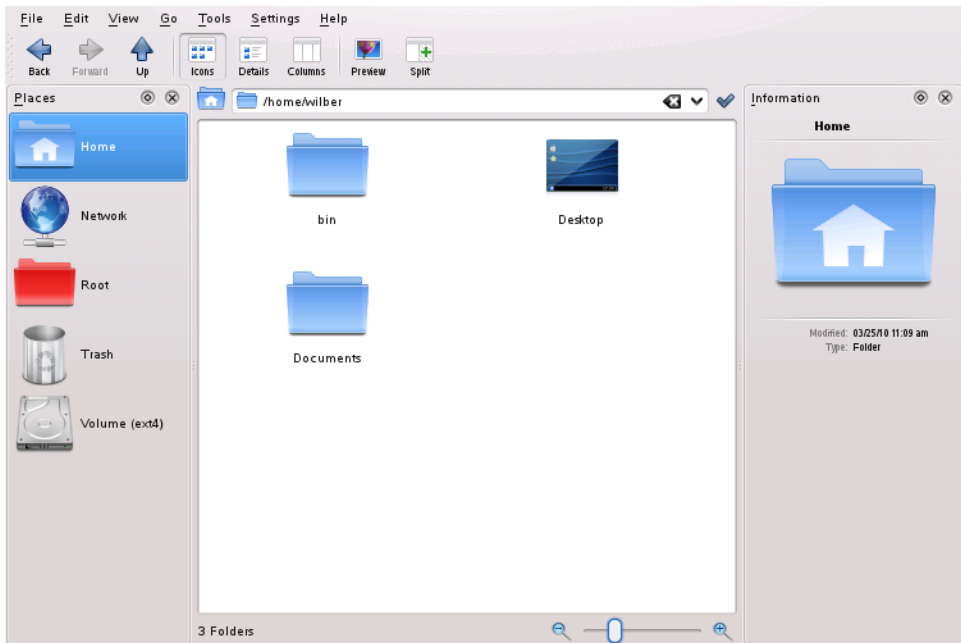 File Edit View Go Tools Settings Help
Back Forward Up Icons Details Columns Preview Split
Places
Home
Network
Root
Trash
Volume (ext4)
/home/wilber
bin
Desktop
Documents
3 Folders
Information
Home
Modified: 03/25/10 11:09 am
Type: Folder